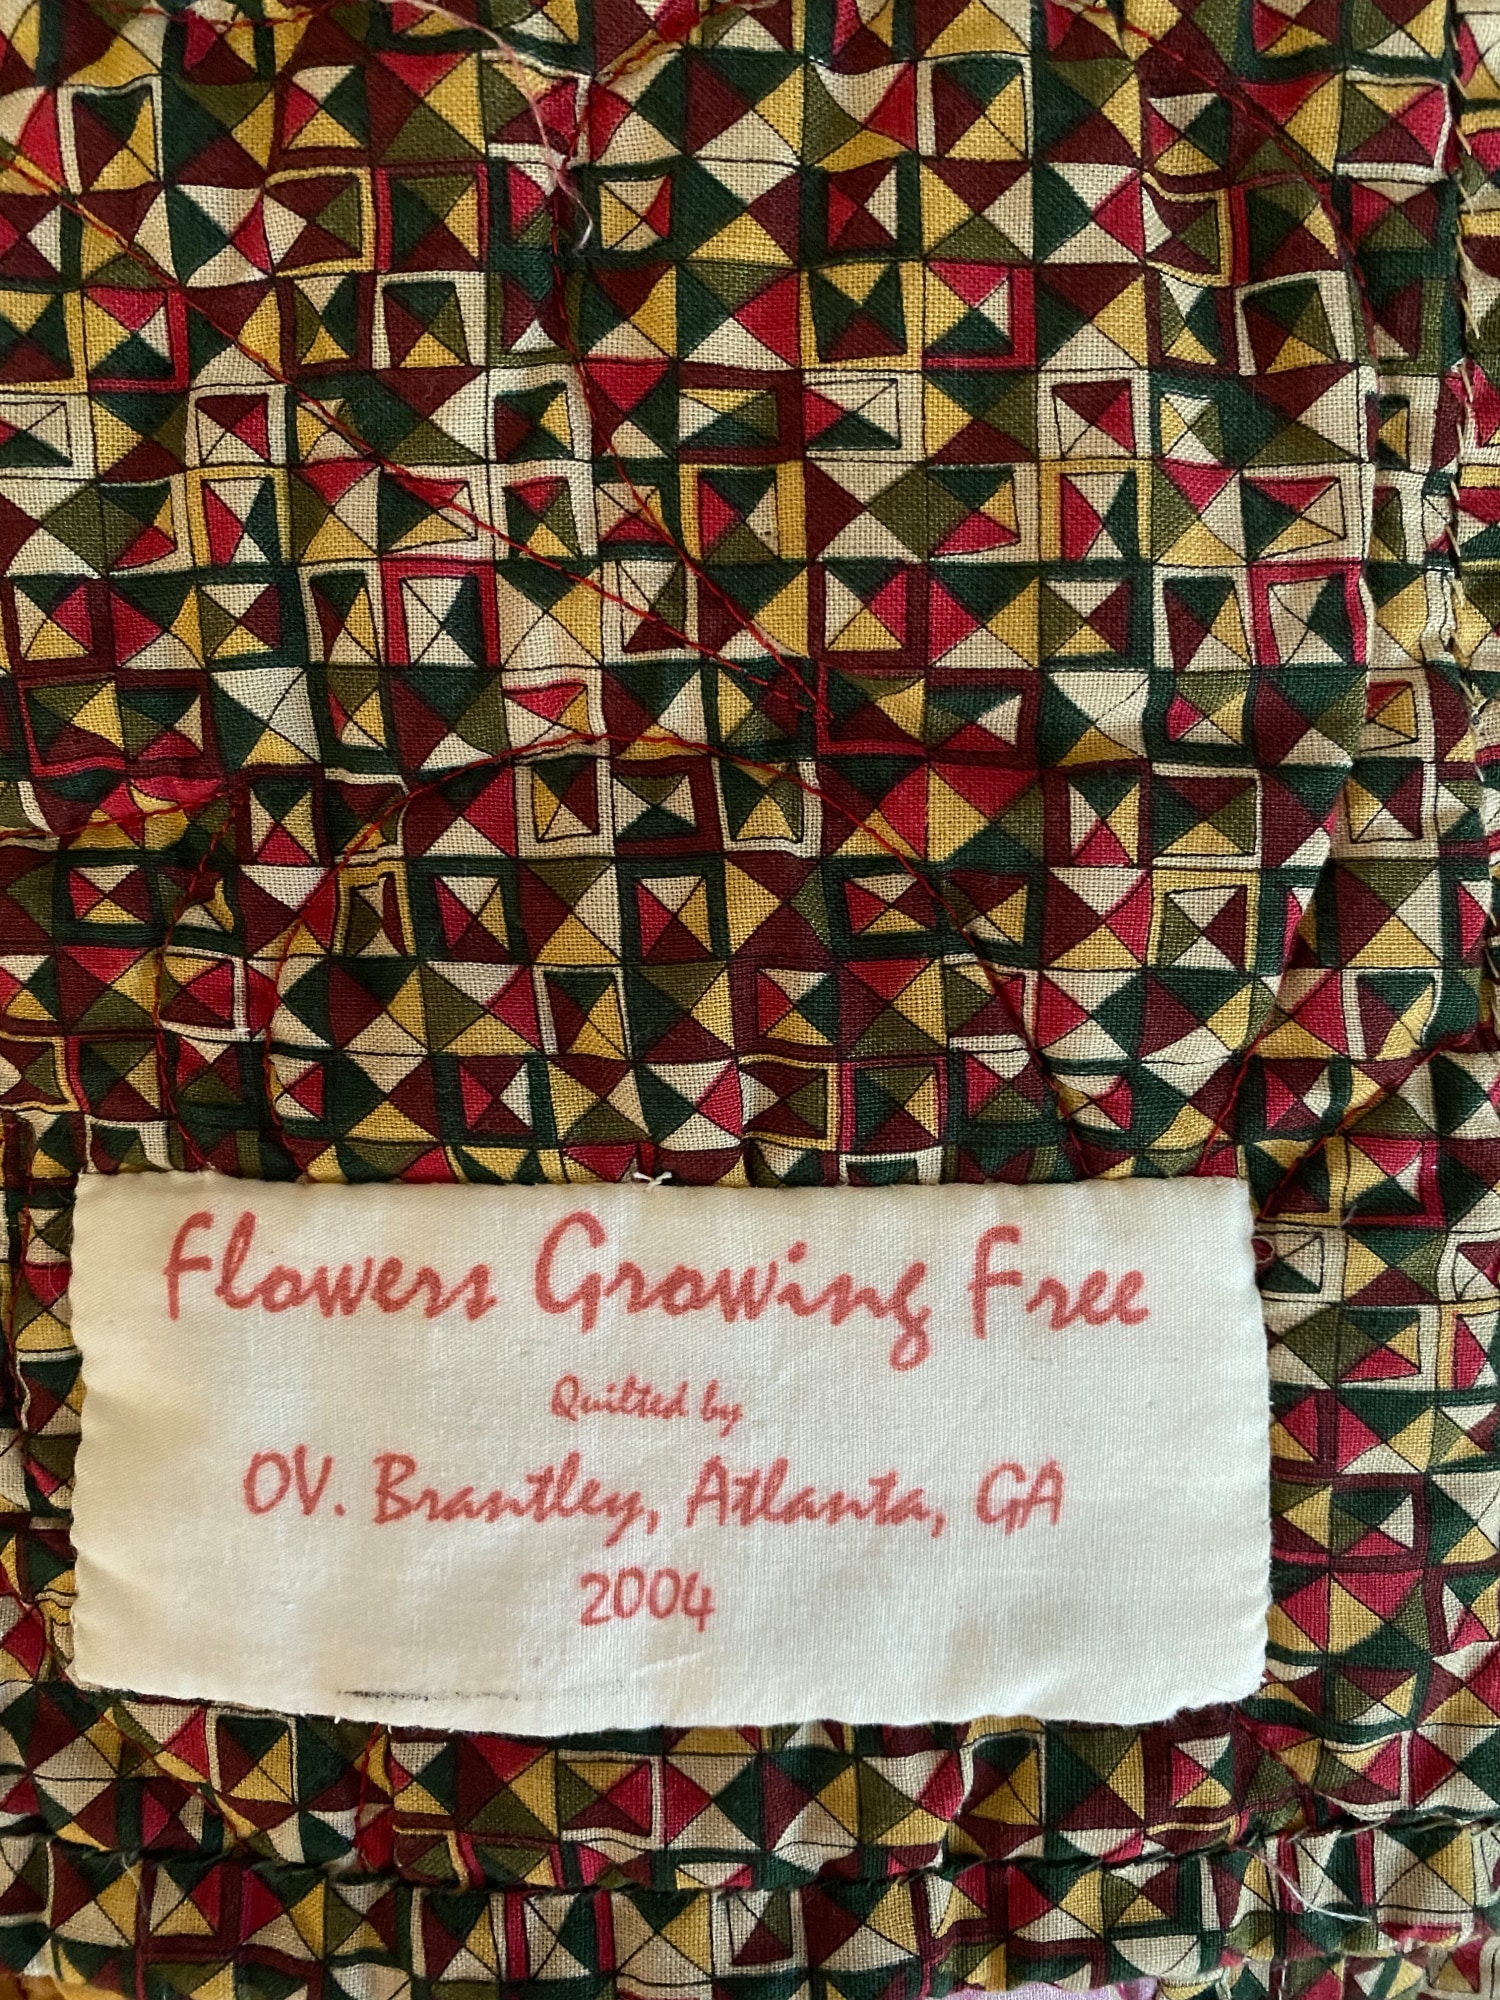 Flowers Growing Free
Quilted by
OV. Brantley, Atlanta, GA
2004